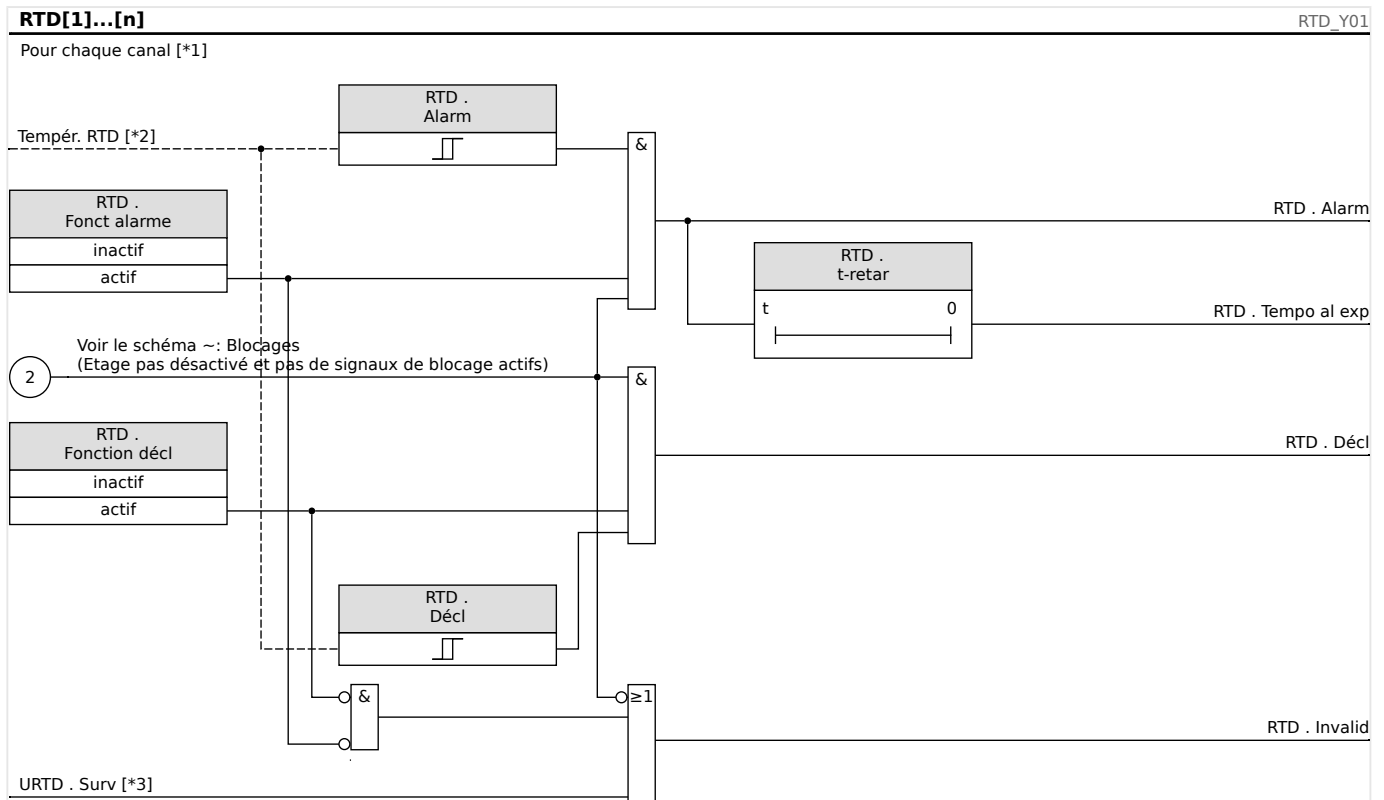 RTD[1]...[n]
RTD_Y01
Pour chaque canal [*1]
RTD .
Alarm
Tempér. RTD [*2]
&
RTD .
Fonct alarme
inactif
actif
RTD . Alarm
RTD .
t-retar
t
0
RTD . Tempo al exp
Voir le schéma ~: Blocages
(Etage pas désactivé et pas de signaux de blocage actifs)
2
&
RTD .
Fonction décl
inactif
actif
RTD . Décl
RTD .
Décl
&
≥1
RTD . Invalid
URTD . Surv [*3]